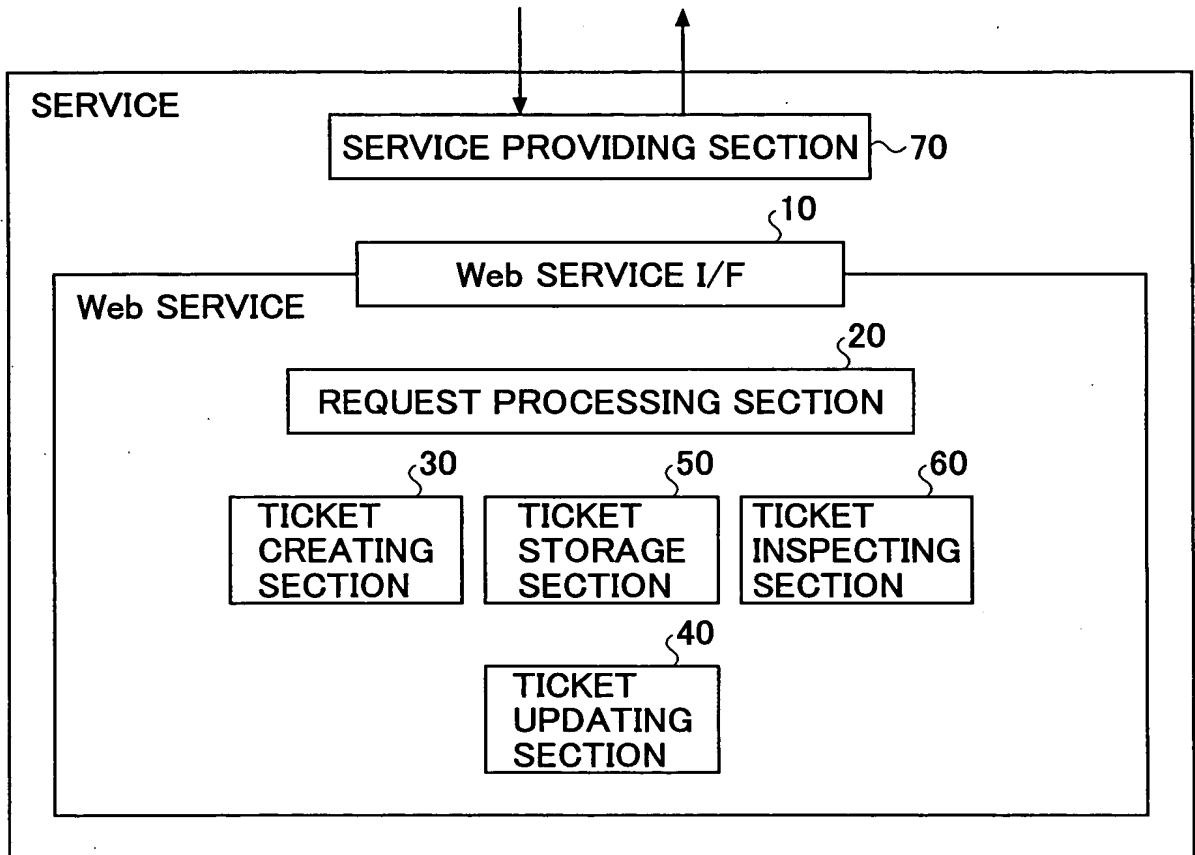 SERVICE
SERVICE PROVIDING SECTION
70
10
Web SERVICE I/F
Web SERVICE
20
REQUEST PROCESSING SECTION
30
TICKET
CREATING
SECTION
50
TICKET
STORAGE
SECTION
60
TICKET
INSPECTING
SECTION
40
TICKET
UPDATING
SECTION